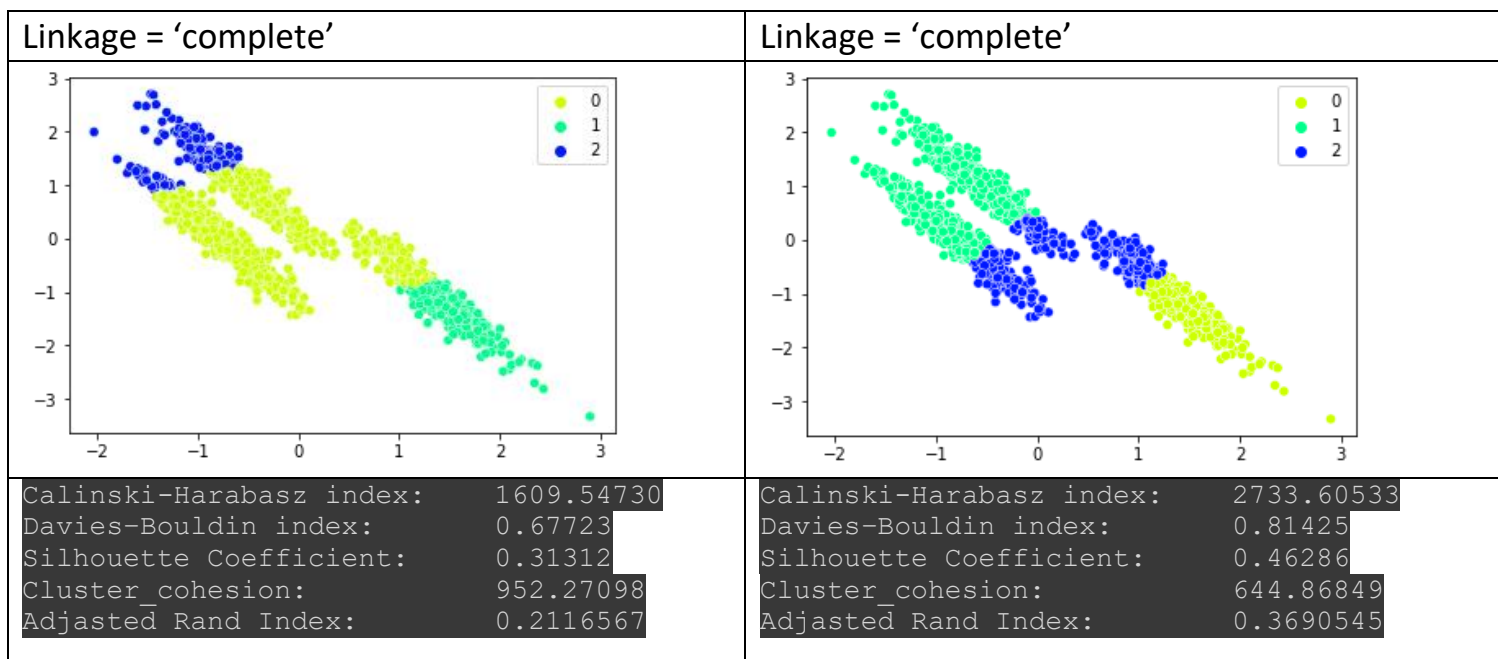 Linkage = ‘complete’
Linkage = ‘complete’
3
2
1
0
−1
−2
−3
−2
−1
0
1
2
3
0
1
2
3
2
1
0
−1
−2
−3
−2
−1
0
1
2
3
0
1
2
Calinski-Harabasz index: 1609.54730
Davies–Bouldin index: 0.67723
Silhouette Coefficient: 0.31312
Cluster_cohesion: 952.27098
Adjasted Rand Index: 0.2116567
Calinski-Harabasz index: 2733.60533
Davies–Bouldin index: 0.81425
Silhouette Coefficient: 0.46286
Cluster_cohesion: 644.86849
Adjasted Rand Index: 0.3690545